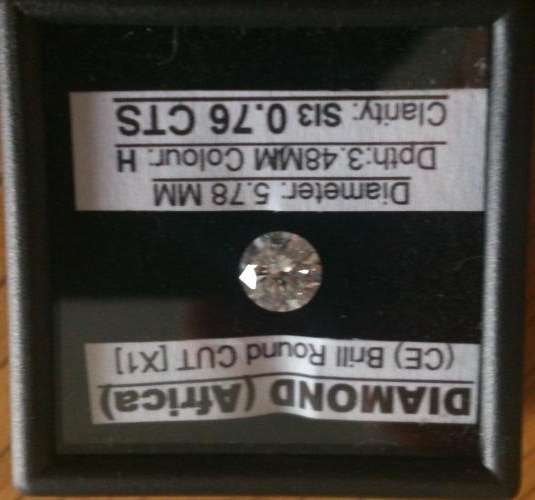 DIAMOND (Africa)
(CE) Brill Round CUT [X1]
Diameter: 5.78 MM
Dpth:3.48MM Colour: H
Clarity: SI3 0.76 CTS